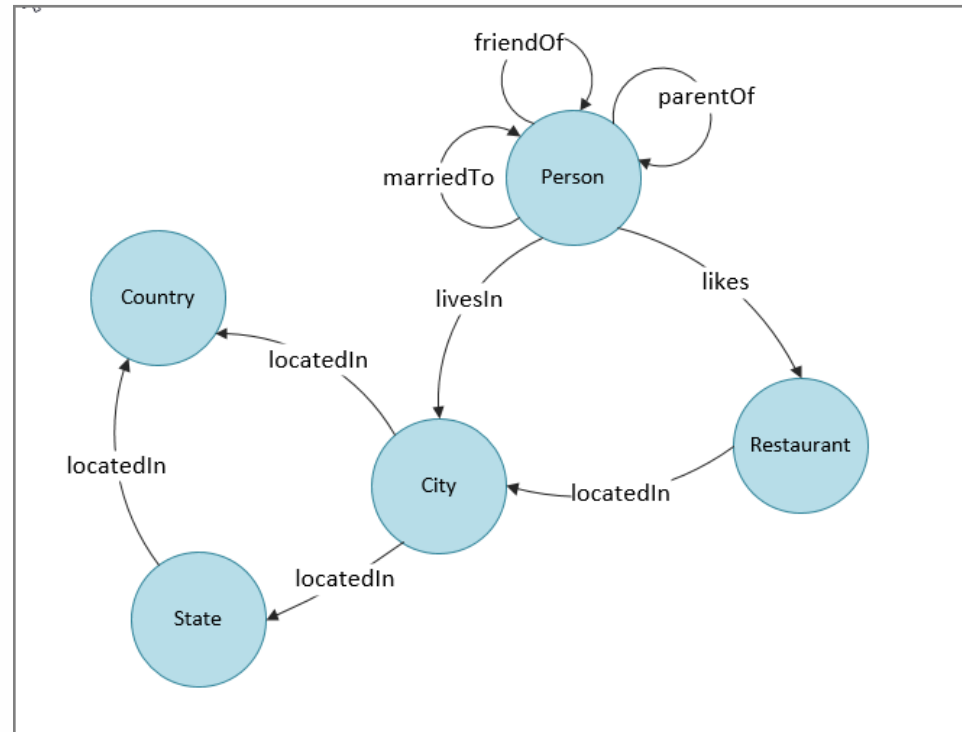 friendOf
parentOf
marriedTo
Person
Country
livesIn
likes
locatedIn
Restaurant
locatedIn
City
locatedIn
locatedIn
State